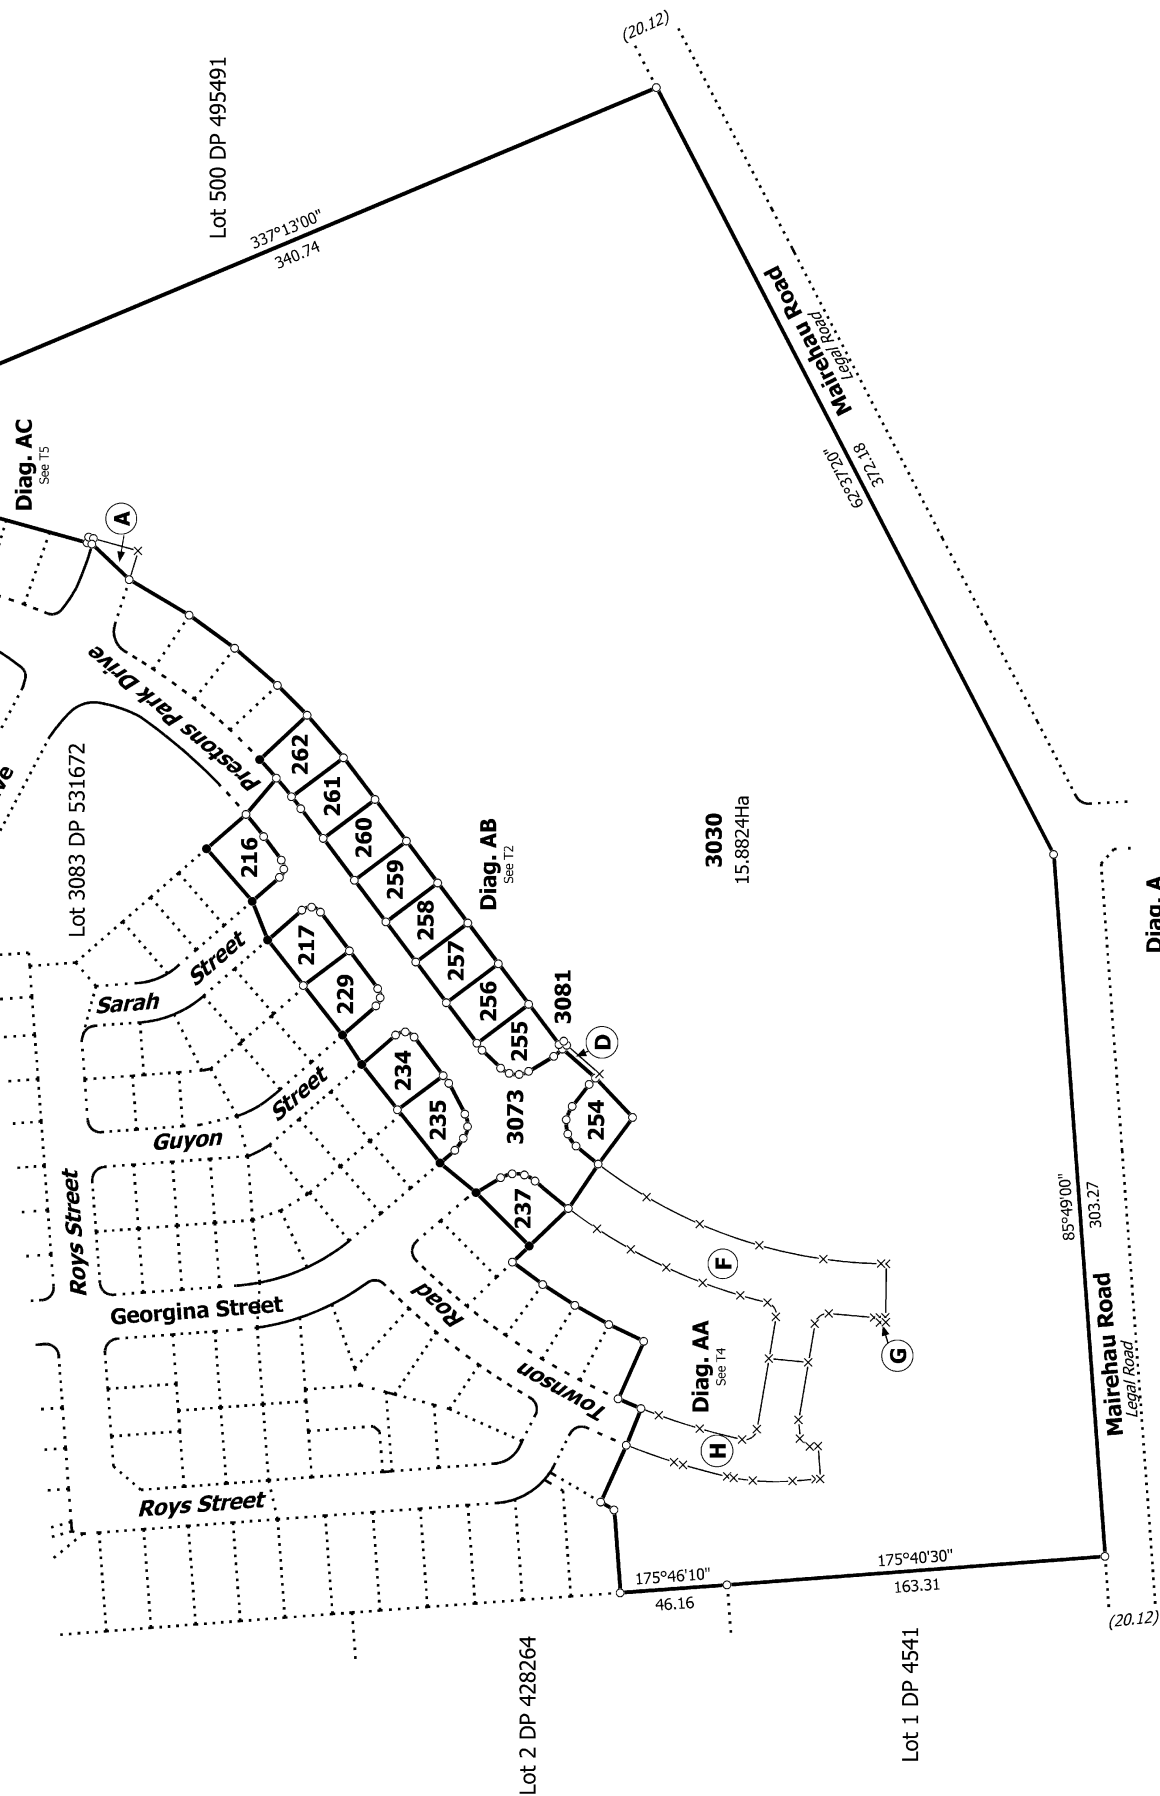 (20.12)
Lot 500 DP 495491
337°13'00"
340.74
Mairehau Road
Legal Road
62°37'20"
372.18
Diag. AC
See T5
A
Prestons Park Drive
ve
Lot 3083 DP 531672
262
261
260
259
258
257
256
255
216
217
229
234
235
237
254
3073
3081
D
Diag. AB
See T2
3030
15.8824Ha
Diag. A
Sarah Street
Guyon Street
Roys Street
Georgina Street
Townson Road
Roys Street
F
G
H
Diag. AA
See T4
85°49'00"
303.27
Mairehau Road
Legal Road
175°46'10"
46.16
175°40'30"
163.31
(20.12)
Lot 2 DP 428264
Lot 1 DP 4541